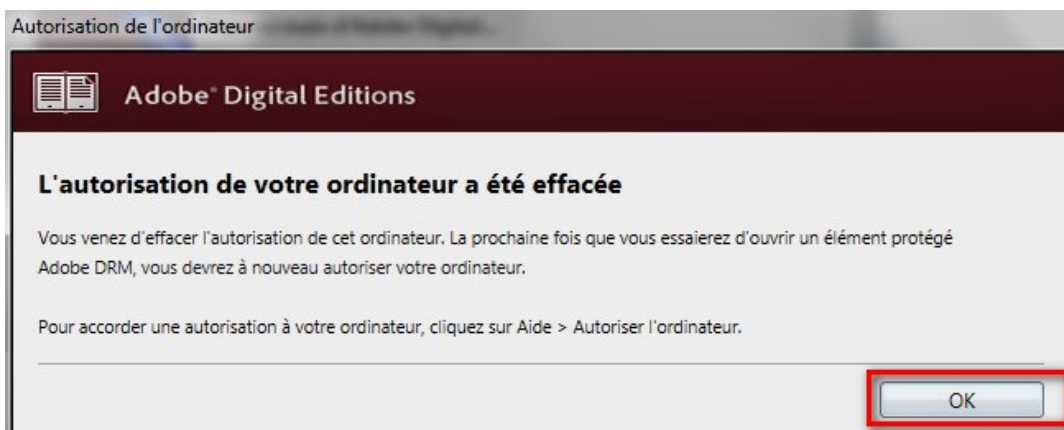 Autorisation de l'ordinateur
Adobe® Digital Editions
L'autorisation de votre ordinateur a été effacée
Vous venez d'effacer l'autorisation de cet ordinateur. La prochaine fois que vous essaierez d'ouvrir un élément protégé
Adobe DRM, vous devrez à nouveau autoriser votre ordinateur.
Pour accorder une autorisation à votre ordinateur, cliquez sur Aide > Autoriser l'ordinateur.
OK